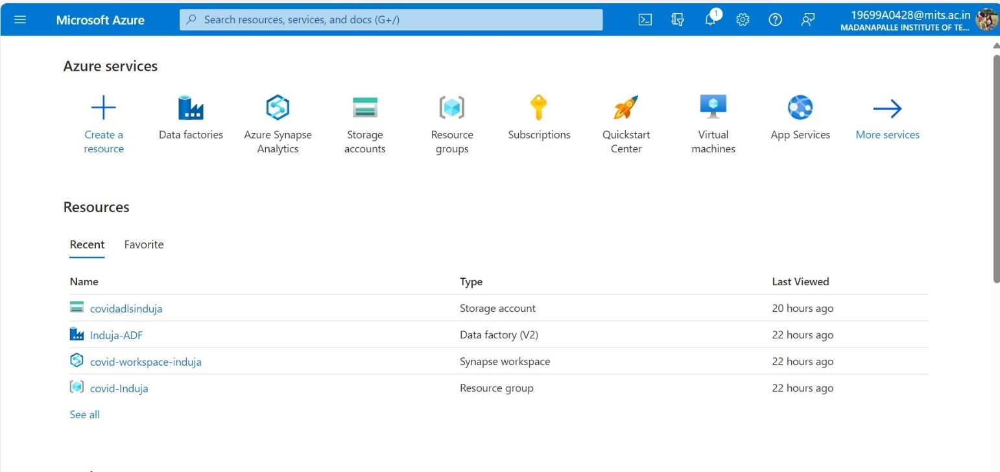 Microsoft Azure
Search resources, services, and docs (G+/)
1
19699A0428@mits.ac.in
MADANAPALLE INSTITUTE OF TE...
Azure services
Create a
resource
Data factories
Azure Synapse
Analytics
Storage
accounts
Resource
groups
Subscriptions
Quickstart
Center
Virtual
machines
App Services
More services
Resources
Recent Favorite
Name Type Last Viewed
covidadlsinduja Storage account 20 hours ago
Induja-ADF Data factory (V2) 22 hours ago
covid-workspace-induja Synapse workspace 22 hours ago
covid-Induja Resource group 22 hours ago
See all